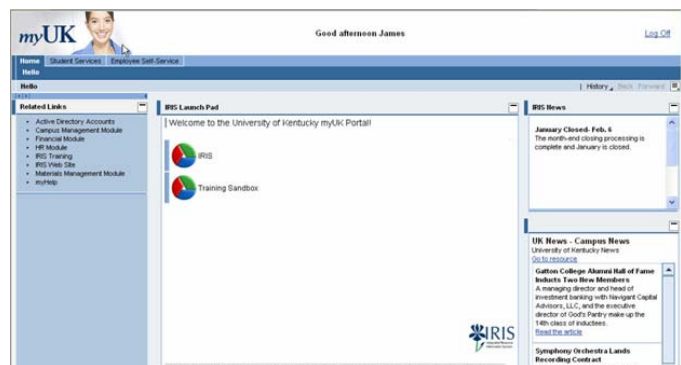 myUK
Good afternoon James
Log Off
Home Student Services Employee Self-Service
Hello
Hello
History Back Forward
Related Links
Active Directory Accounts
Campus Management Module
Financial Module
HR Module
IRIS Training
IRIS Web Site
Materials Management Module
myHelp
IRIS Launch Pad
Welcome to the University of Kentucky myUK Portal!
IRIS
Training Sandbox
IRIS
IRIS News
January Closed- Feb. 6
The month-end closing processing is
complete and January is closed.
UK News - Campus News
University of Kentucky News
Go to resource
Gatton College Alumni Hall of Fame
Inducts Two New Members
A managing director and head of
investment banking with Navigant Capital
Advisors, LLC, and the executive
director of God's Pantry make up the
14th class of inductees.
Read the article
Symphony Orchestra Lands
Recording Contract